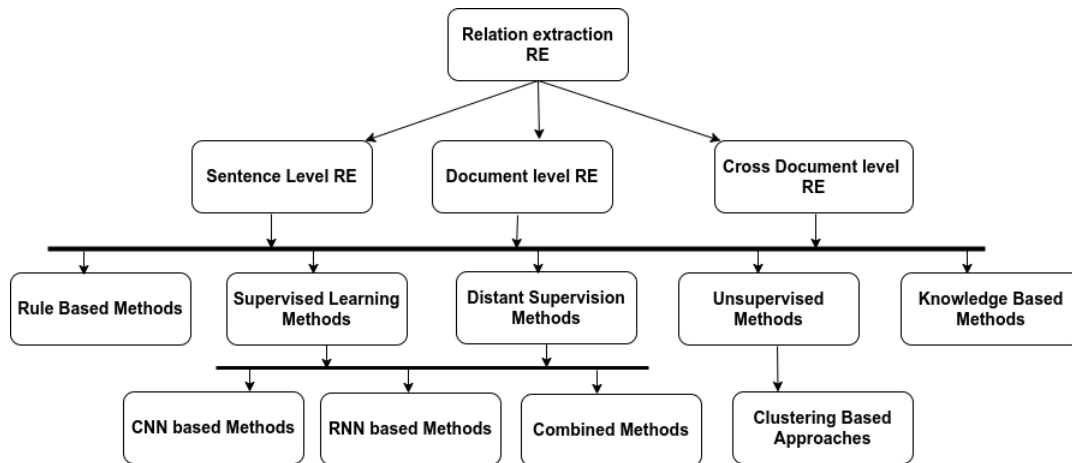 Relation extraction
RE
Sentence Level RE
Document level RE
Cross Document level
RE
Rule Based Methods
Supervised Learning
Methods
Distant Supervision
Methods
Unsupervised
Methods
Knowledge Based
Methods
CNN based Methods
RNN based Methods
Combined Methods
Clustering Based
Approaches